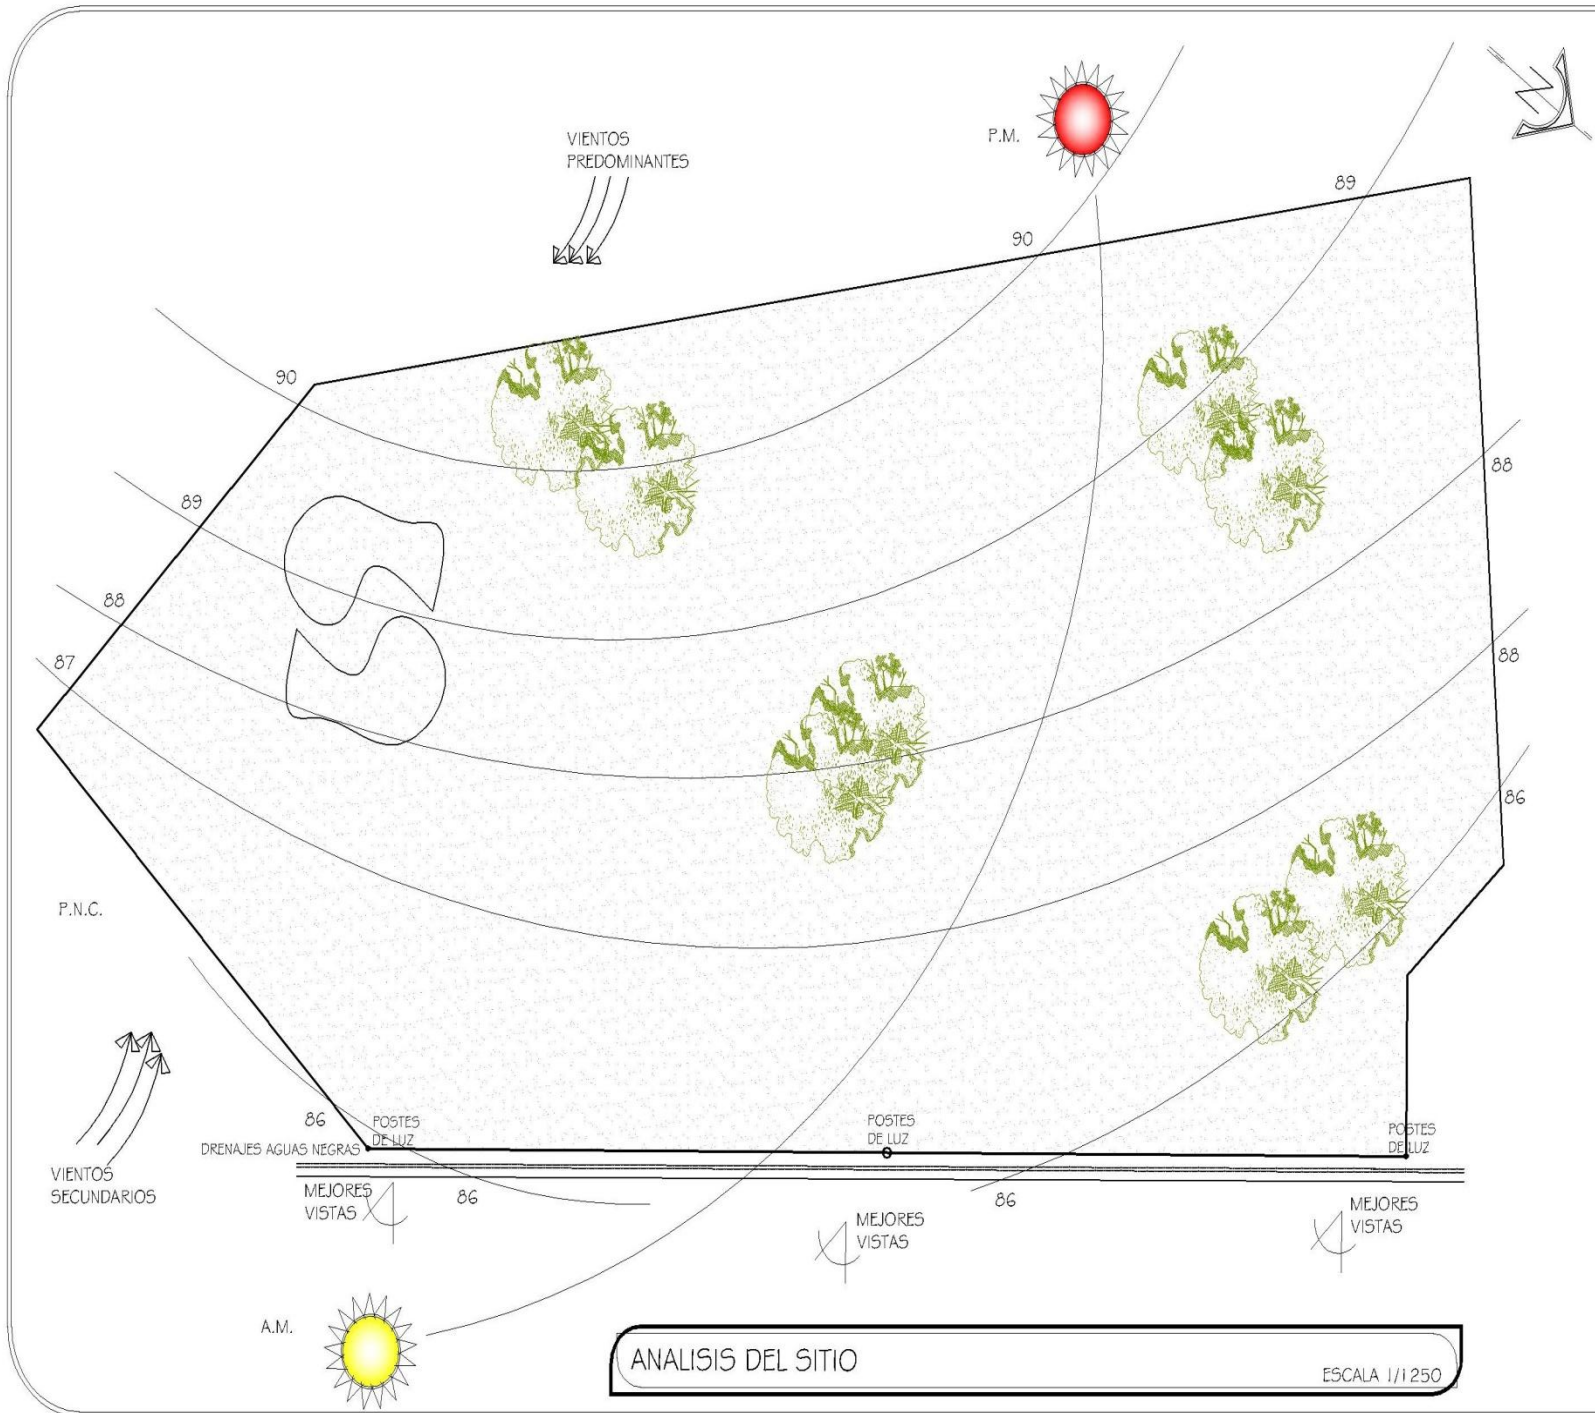 P.M.
VIENTOS
PREDOMINANTES
N
89
90
90
89
88
88
87
88
86
P.N.C.
86
POSTES
DE LUZ
DRENAJES AGUAS NEGRAS
POSTES
DE LUZ
POSTES
DE LUZ
VIENTOS
SECUNDARIOS
MEJORES
VISTAS
86
MEJORES
VISTAS
86
MEJORES
VISTAS
A.M.
ANALISIS DEL SITIO
ESCALA 1/1250